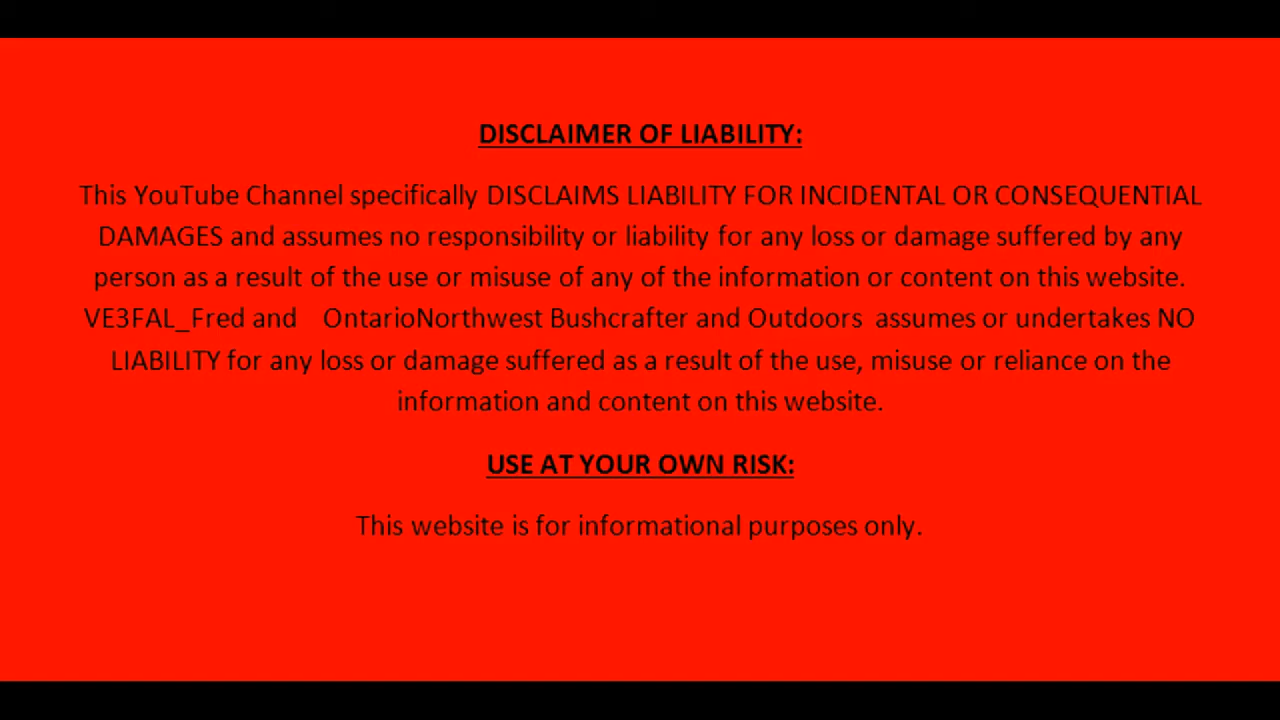 DISCLAIMER OF LIABILITY:
This YouTube Channel specifically DISCLAIMS LIABILITY FOR INCIDENTAL OR CONSEQUENTIAL
DAMAGES and assumes no responsibility or liability for any loss or damage suffered by any
person as a result of the use or misuse of any of the information or content on this website.
VE3FAL_Fred and OntarioNorthwest Bushcrafter and Outdoors assumes or undertakes NO
LIABILITY for any loss or damage suffered as a result of the use, misuse or reliance on the
information and content on this website.
USE AT YOUR OWN RISK:
This website is for informational purposes only.